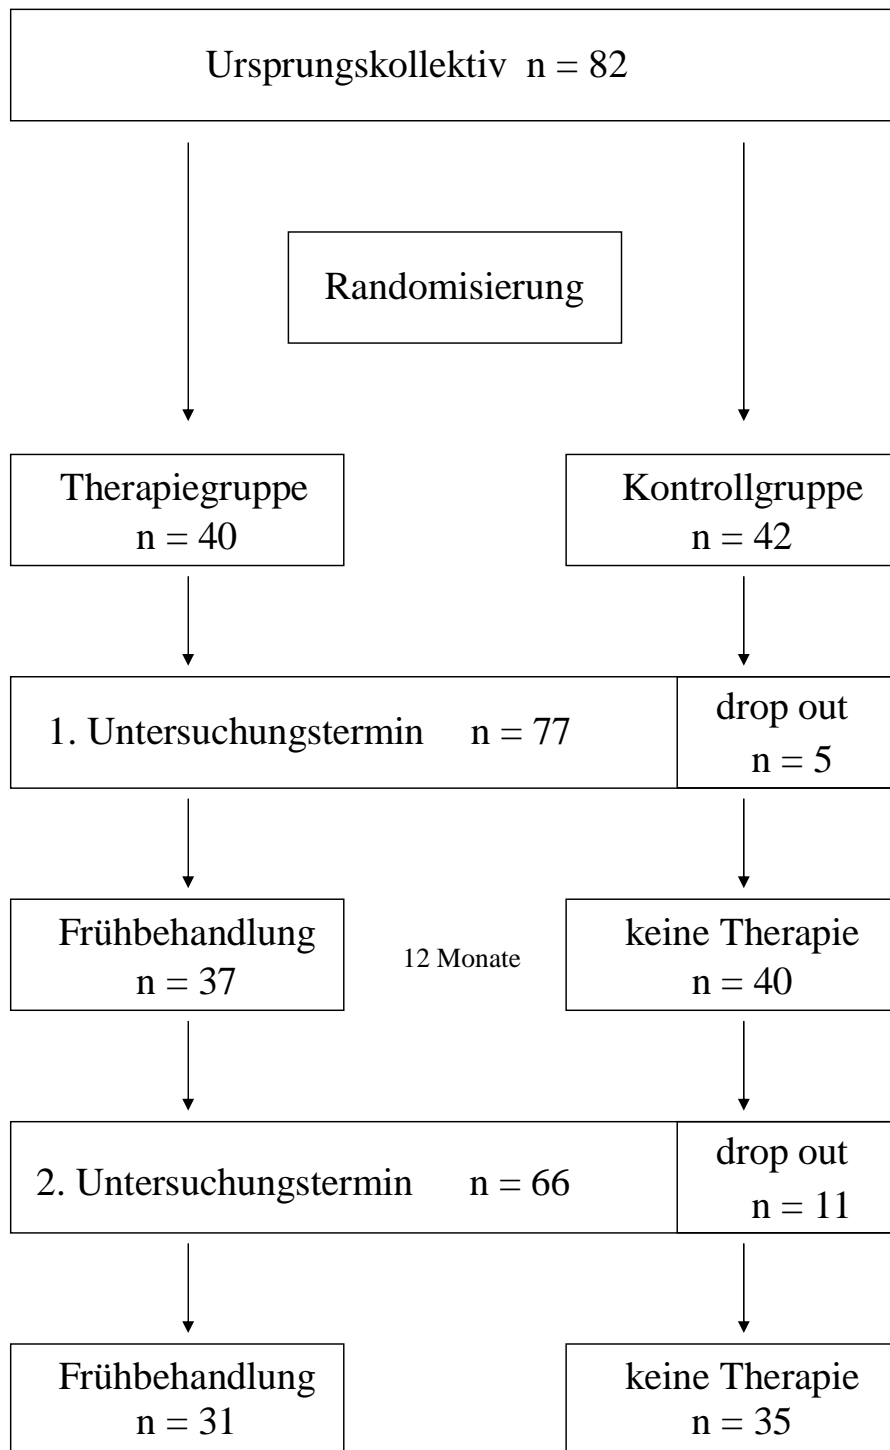 Ursprungskollektiv n = 82
Randomisierung
Therapiegruppe
n = 40
Kontrollgruppe
n = 42
1. Untersuchungstermin n = 77
drop out
n = 5
Frühbehandlung
n = 37
12 Monate
keine Therapie
n = 40
2. Untersuchungstermin n = 66
drop out
n = 11
Frühbehandlung
n = 31
keine Therapie
n = 35